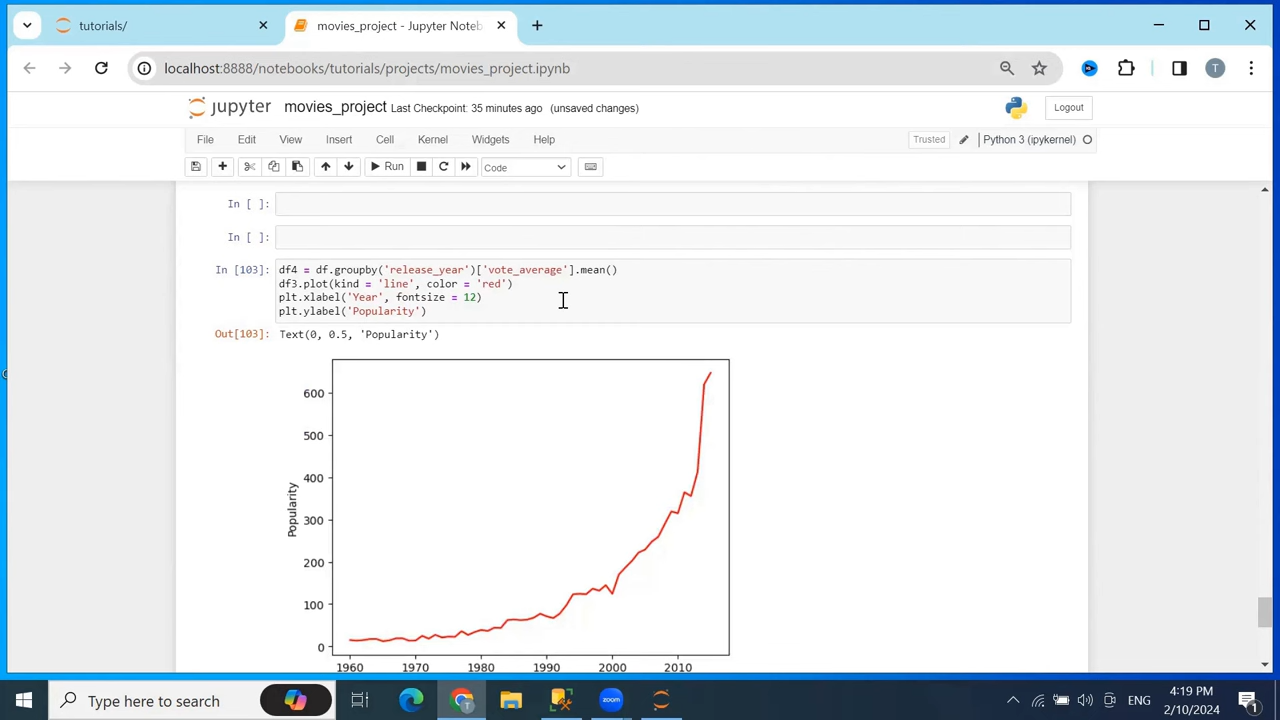 tutorials/
movies_project - Jupyter Noteb
localhost:8888/notebooks/tutorials/projects/movies_project.ipynb
T
jupyter movies_project Last Checkpoint: 35 minutes ago (unsaved changes)
Logout
File Edit View Insert Cell Kernel Widgets Help
Trusted
Python 3 (ipykernel)
Run
Code
In [ ]:
In [ ]:
In [103]:
df4 = df.groupby('release_year')['vote_average'].mean()
df3.plot(kind = 'line', color = 'red')
plt.xlabel('Year', fontsize = 12)
plt.ylabel('Popularity')
Out[103]: Text(0, 0.5, 'Popularity')
600
500
400
300
200
100
0
Popularity
1960 1970 1980 1990 2000 2010
Type here to search
T
zoom
ENG
4:19 PM
2/10/2024
1